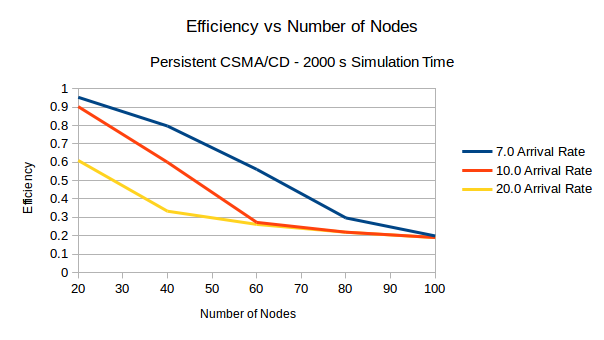 Efficiency vs Number of Nodes
Persistent CSMA/CD - 2000 s Simulation Time
Efficiency
1
0.9
0.8
0.7
0.6
0.5
0.4
0.3
0.2
0.1
0
20 30 40 50 60 70 80 90 100
Number of Nodes
7.0 Arrival Rate
10.0 Arrival Rate
20.0 Arrival Rate